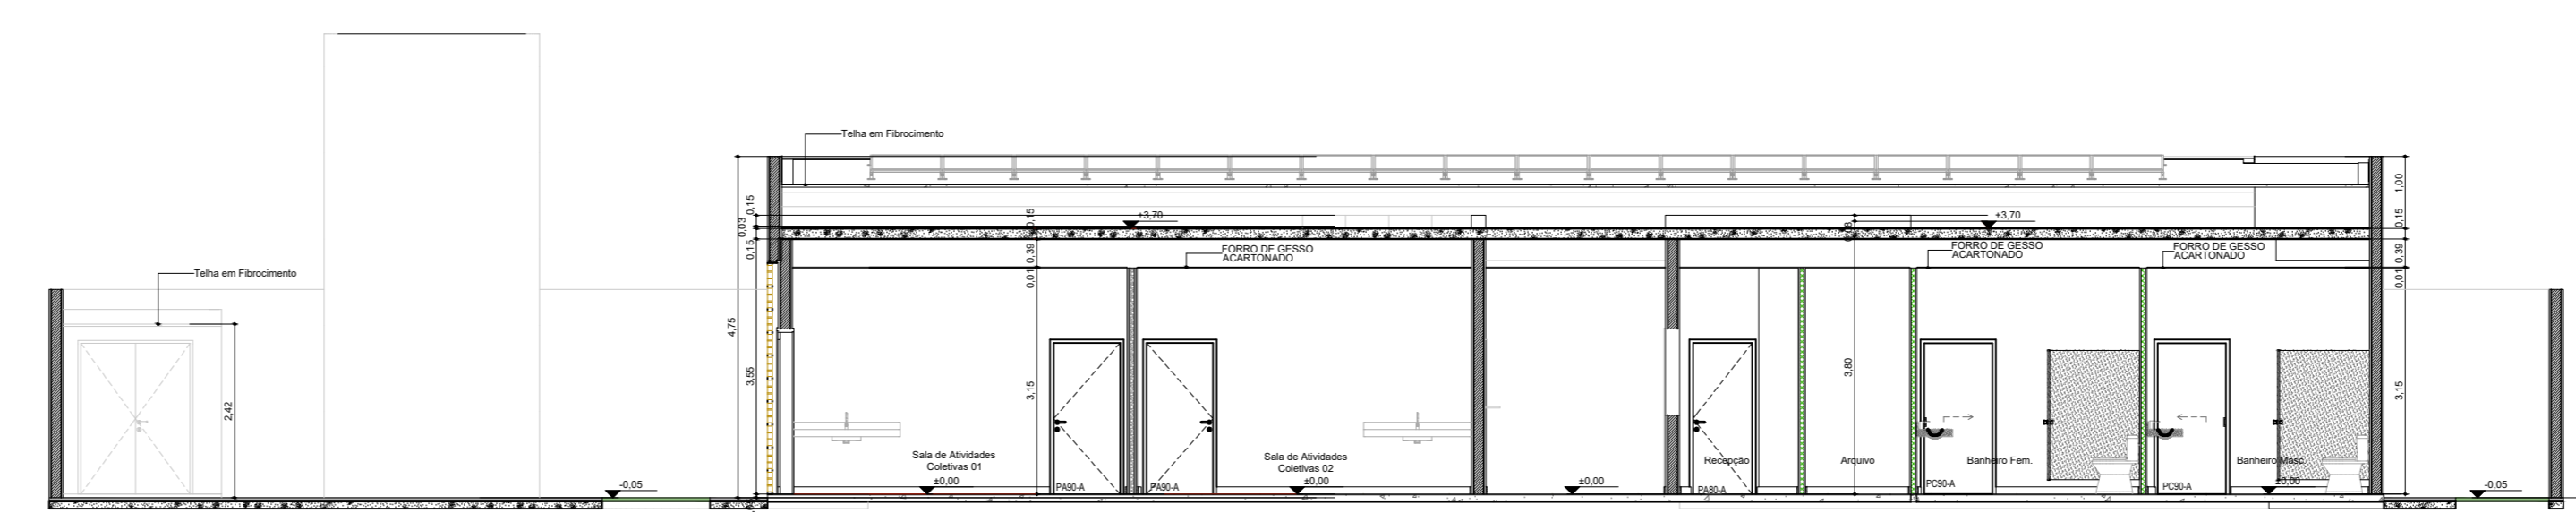 Telha em Fibrocimento
1,00
0,15
0,15
+3,70
+3,70
0,15
0,03
0,15
0,39
FORRO DE GESSO
ACARTONADO
FORRO DE GESSO
ACARTONADO
FORRO DE GESSO
ACARTONADO
0,39
0,01
0,01
Telha em Fibrocimento
4,75
3,55
2,42
3,15
3,80
3,15
Sala de Atividades
Coletivas 01
Sala de Atividades
Coletivas 02
Recepção
Arquivo
Banheiro Fem.
Banheiro Masc.
-0,05
±0,00
PA90-A
PA90-A
±0,00
±0,00
PA80-A
PC90-A
PC90-A
±0,00
-0,05